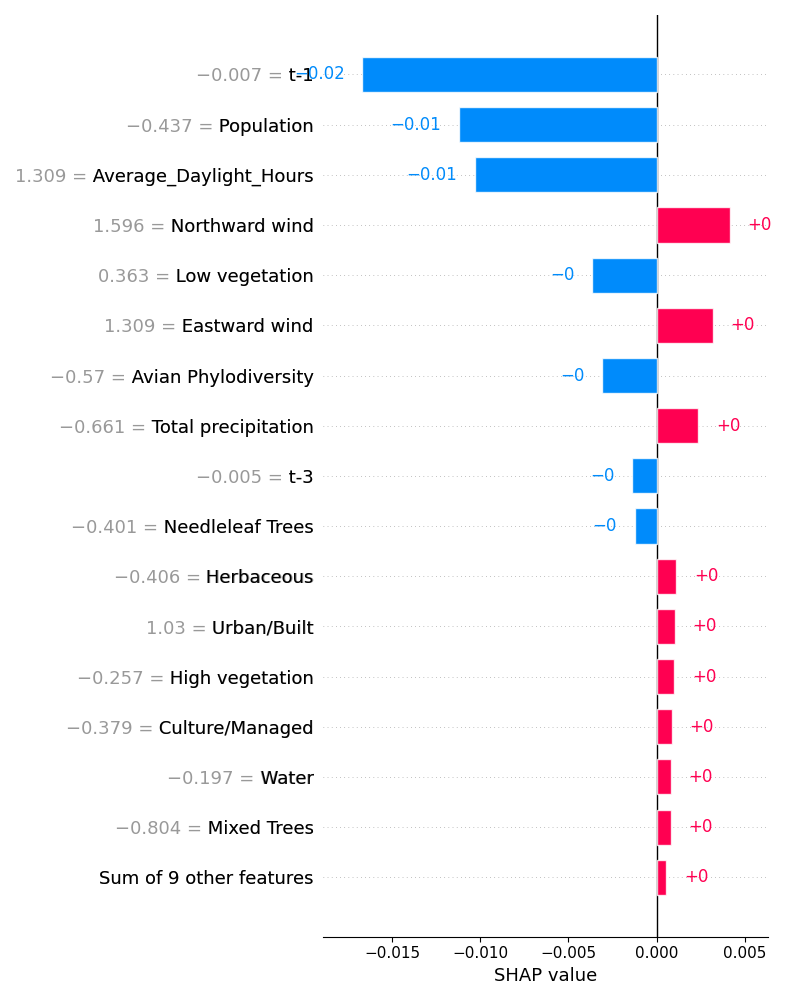 −0.007 = t-1 −0.02
−0.437 = Population −0.01
1.309 = Average_Daylight_Hours −0.01
1.596 = Northward wind +0
0.363 = Low vegetation −0
1.309 = Eastward wind +0
−0.57 = Avian Phylodiversity −0
−0.661 = Total precipitation +0
−0.005 = t-3 −0
−0.401 = Needleleaf Trees −0
−0.406 = Herbaceous +0
1.03 = Urban/Built +0
−0.257 = High vegetation +0
−0.379 = Culture/Managed +0
−0.197 = Water +0
−0.804 = Mixed Trees +0
Sum of 9 other features +0
−0.015 −0.010 −0.005 0.000 0.005
SHAP value